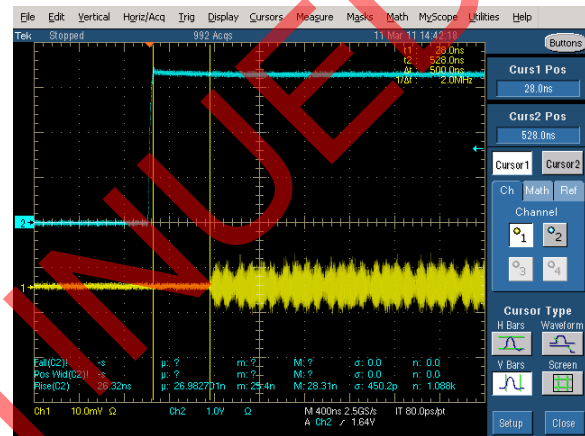 File Edit Vertical Horiz/Acq Trig Display Cursors Measure Masks Math MyScope Utilities Help
Tek Stopped 992 Acqs 11 Mar 11 14:42:18
Buttons
t1: 28.0ns
t2: 528.0ns
Δt: 500.0ns
1/Δt: 2.0MHz
Curs1 Pos
28.0ns
Curs2 Pos
528.0ns
Cursor1 Cursor2
Ch Math Ref
Channel
1 2
3 4
Cursor Type
H Bars Waveform
V Bars Screen
Setup Close
2
1
Fall(C2)! -s µ: ? m: ? M: ? σ: 0.0 n: 0.0
Pos Wid(C2)! -s µ: ? m: ? M: ? σ: 0.0 n: 0.0
Rise(C2) 26.32ns m: 25.4n M: 28.31n σ: 450.2p n: 1.088k
Ch1 10.0mV Ω Ch2 1.0V Ω M 400ns 2.5GS/s IT 80.0ps/pt
A Ch2 ∕ 1.64V
INUE